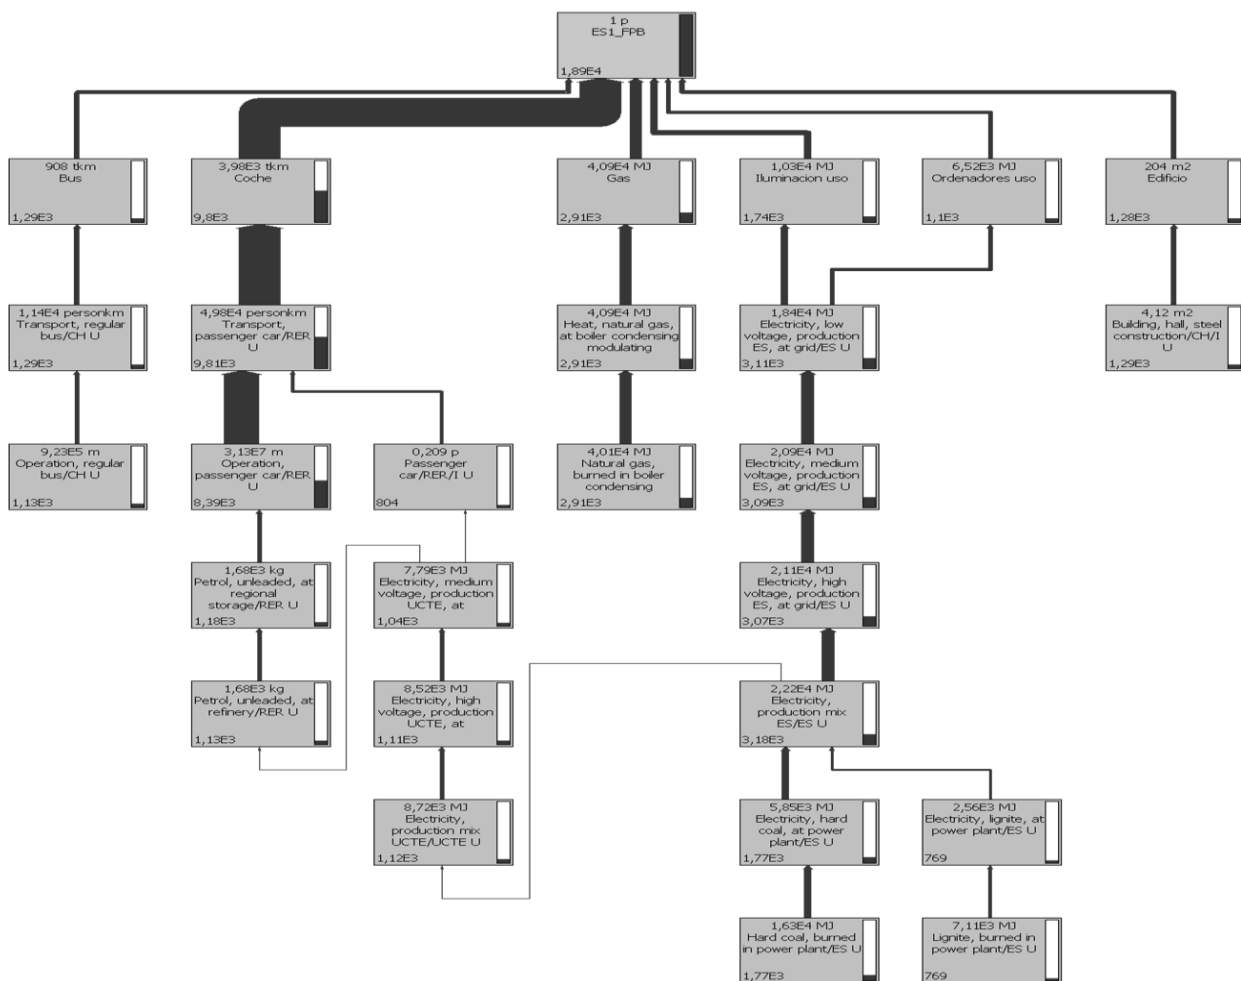 1 p
ES1_FPB
1,89E4
908 tkm
Bus
1,29E3
3,98E3 tkm
Coche
9,8E3
4,09E4 MJ
Gas
2,91E3
1,03E4 MJ
Iluminacion uso
1,74E3
6,52E3 MJ
Ordenadores uso
1,1E3
204 m2
Edificio
1,28E3
1,14E4 personkm
Transport, regular
bus/CH U
1,29E3
4,98E4 personkm
Transport,
passenger car/RER
U
9,81E3
4,09E4 MJ
Heat, natural gas,
at boiler condensing
modulating
2,91E3
1,84E4 MJ
Electricity, low
voltage, production
ES, at grid/ES U
3,11E3
4,12 m2
Building, hall, steel
construction/CH/I
U
1,29E3
9,23E5 m
Operation, regular
bus/CH U
1,13E3
3,13E7 m
Operation,
passenger car/RER
U
8,39E3
0,209 p
Passenger
car/RER/I U
804
4,01E4 MJ
Natural gas,
burned in boiler
condensing
2,91E3
2,09E4 MJ
Electricity, medium
voltage, production
ES, at grid/ES U
3,09E3
1,68E3 kg
Petrol, unleaded, at
regional
storage/RER U
1,18E3
7,79E3 MJ
Electricity, medium
voltage, production
UCTE, at
1,04E3
2,11E4 MJ
Electricity, high
voltage, production
ES, at grid/ES U
3,07E3
1,68E3 kg
Petrol, unleaded, at
refinery/RER U
1,13E3
8,52E3 MJ
Electricity, high
voltage, production
UCTE, at
1,11E3
2,22E4 MJ
Electricity,
production mix
ES/ES U
3,18E3
8,72E3 MJ
Electricity,
production mix
UCTE/UCTE U
1,12E3
5,85E3 MJ
Electricity, hard
coal, at power
plant/ES U
1,77E3
2,56E3 MJ
Electricity, lignite, at
power plant/ES U
769
1,63E4 MJ
Hard coal, burned
in power plant/ES U
1,77E3
7,11E3 MJ
Lignite, burned in
power plant/ES U
769